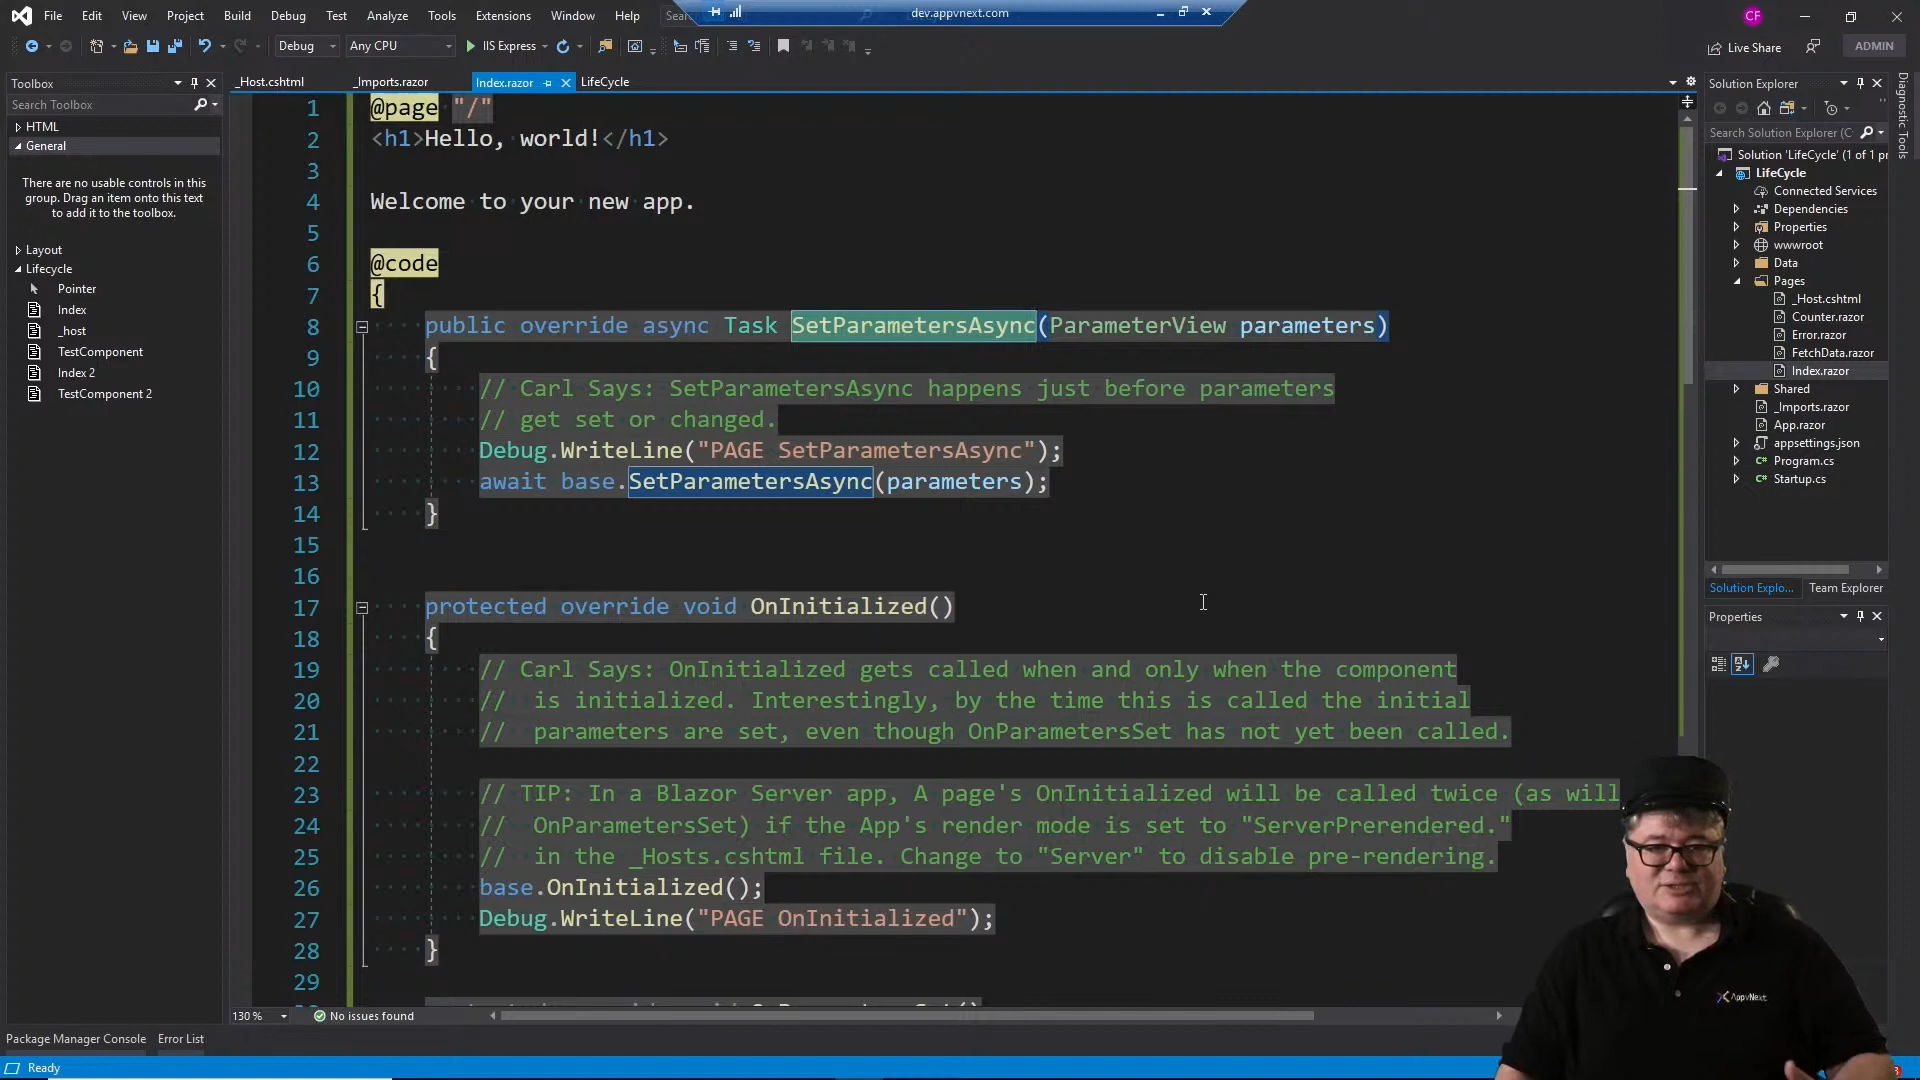 File Edit View Project Build Debug Test Analyze Tools Extensions Window Help
dev.appvnext.com
CF
Debug Any CPU IIS Express
Live Share ADMIN
Toolbox
Search Toolbox
HTML
General
There are no usable controls in this
group. Drag an item onto this text
to add it to the toolbox.
Layout
Lifecycle
Pointer
Index
_host
TestComponent
Index 2
TestComponent 2
_Host.cshtml _Imports.razor Index.razor LifeCycle
1 @page "/"
2 <h1>Hello, world!</h1>
3
4 Welcome to your new app.
5
6 @code
7 {
8 public override async Task SetParametersAsync(ParameterView parameters)
9 {
10 // Carl Says: SetParametersAsync happens just before parameters
11 // get set or changed.
12 Debug.WriteLine("PAGE SetParametersAsync");
13 await base.SetParametersAsync(parameters);
14 }
15
16
17 protected override void OnInitialized()
18 {
19 // Carl Says: OnInitialized gets called when and only when the component
20 // is initialized. Interestingly, by the time this is called the initial
21 // parameters are set, even though OnParametersSet has not yet been called.
22
23 // TIP: In a Blazor Server app, A page's OnInitialized will be called twice (as will
24 // OnParametersSet) if the App's render mode is set to "ServerPrerendered."
25 // in the _Hosts.cshtml file. Change to "Server" to disable pre-rendering.
26 base.OnInitialized();
27 Debug.WriteLine("PAGE OnInitialized");
28 }
29
130 % No issues found
Solution Explorer
Search Solution Explorer (C
Solution 'LifeCycle' (1 of 1 pr
LifeCycle
Connected Services
Dependencies
Properties
wwwroot
Data
Pages
_Host.cshtml
Counter.razor
Error.razor
FetchData.razor
Index.razor
Shared
_Imports.razor
App.razor
appsettings.json
Program.cs
Startup.cs
Solution Explo... Team Explorer
Properties
Diagnostic Tools
AppvNext
Package Manager Console Error List
Ready